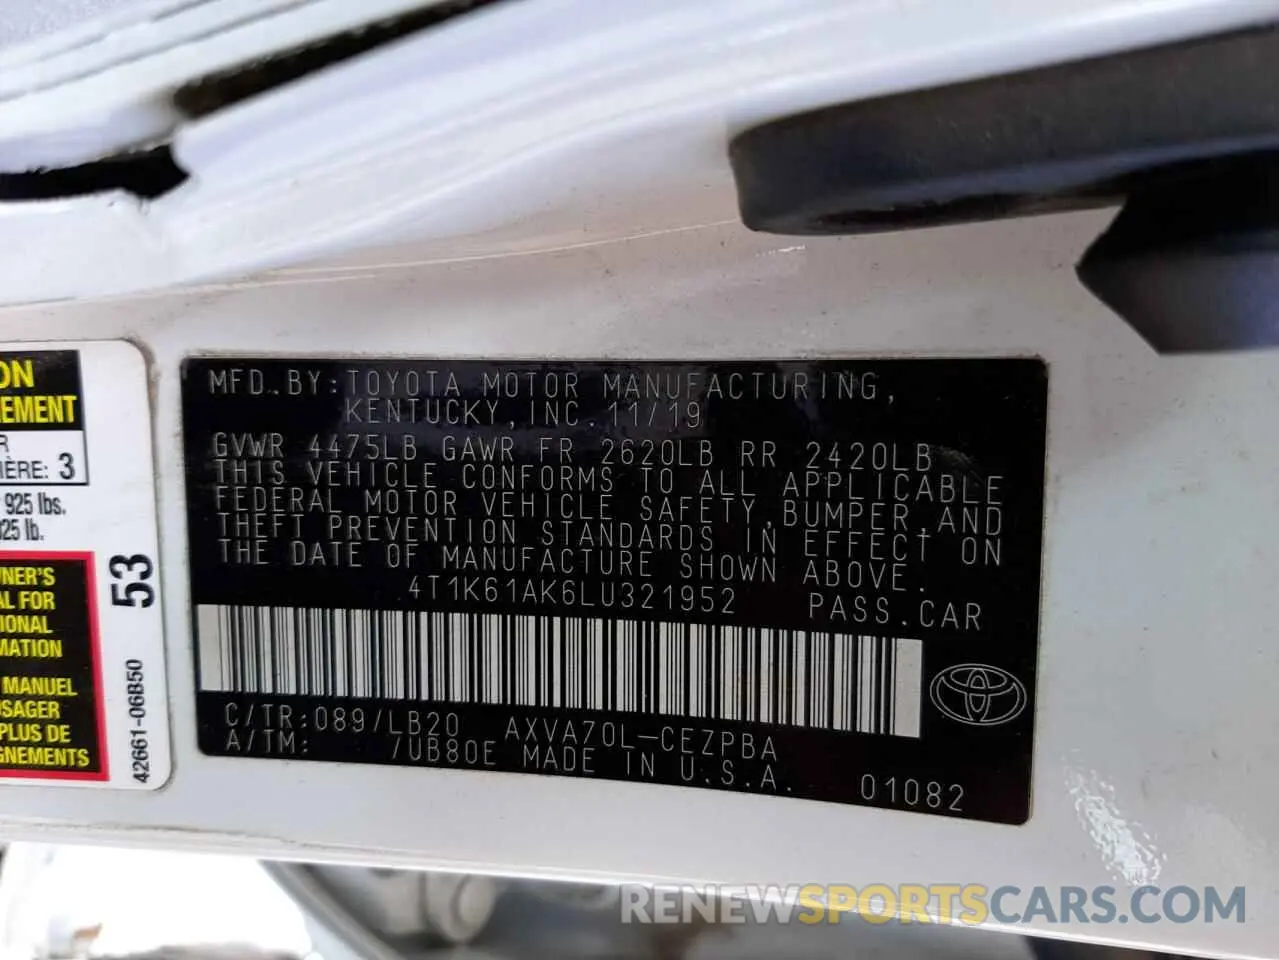 ON
EMENT
R
IÈRE: 3
925 lbs.
25 lb.
NER'S
AL FOR
IONAL
MATION
MANUEL
SAGER
PLUS DE
GNEMENTS
53
42661-06B50
MFD.BY:TOYOTA MOTOR MANUFACTURING,
KENTUCKY,INC. 11/19
GVWR 4475LB GAWR FR 2620LB RR 2420LB
THIS VEHICLE CONFORMS TO ALL APPLICABLE
FEDERAL MOTOR VEHICLE SAFETY,BUMPER,AND
THEFT PREVENTION STANDARDS IN EFFECT ON
THE DATE OF MANUFACTURE SHOWN ABOVE.
4T1K61AK6LU321952 PASS.CAR
C/TR:089/LB20 AXVA70L-CEZPBA
A/TM: /UB80E MADE IN U.S.A.
01082
RENEWSPORTSCARS.COM